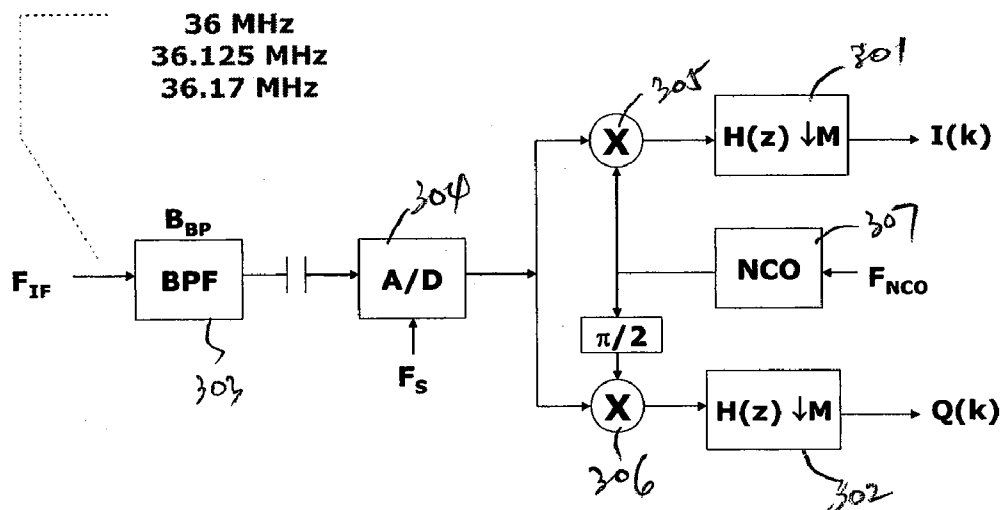 36 MHz
36.125 MHz
36.17 MHz
305
301
X
H(z) ↓M
I(k)
304
307
B_BP
F_IF
BPF
A/D
NCO
F_NCO
π/2
303
F_S
X
H(z) ↓M
Q(k)
306
302